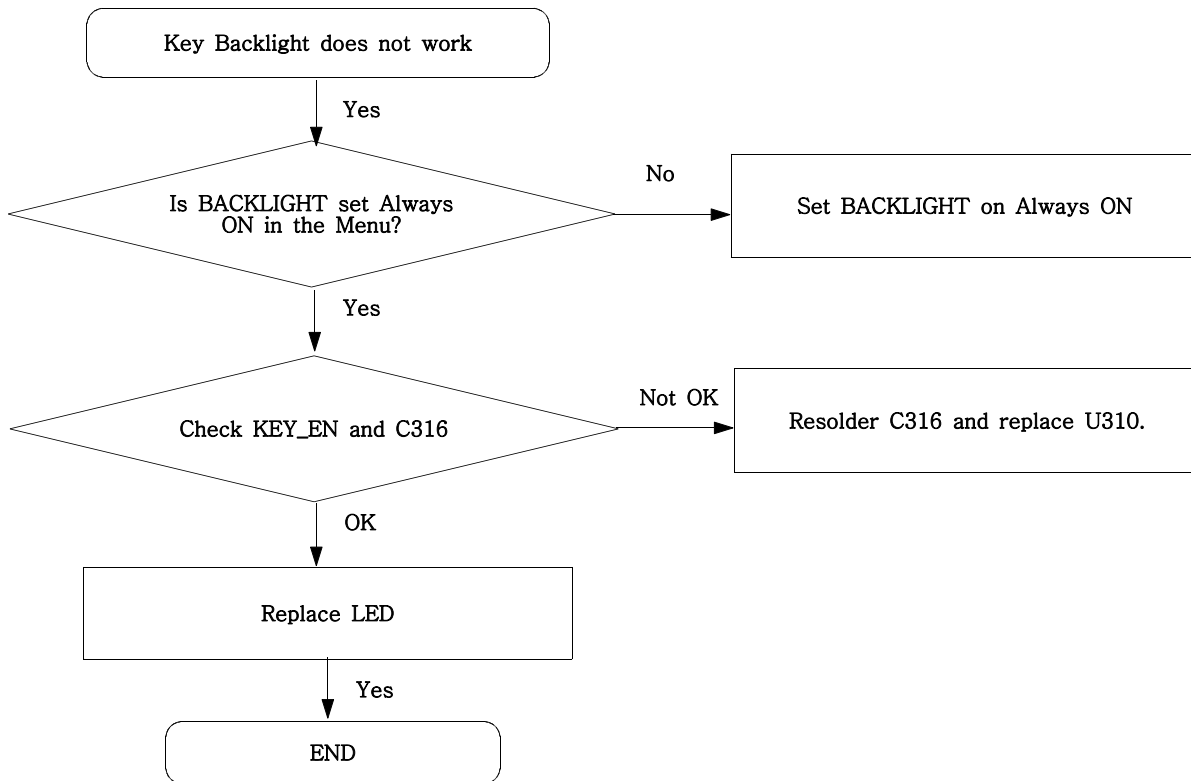 Key Backlight does not work
Yes
Is BACKLIGHT set Always
ON in the Menu?
No
Set BACKLIGHT on Always ON
Yes
Check KEY_EN and C316
Not OK
Resolder C316 and replace U310.
OK
Replace LED
Yes
END